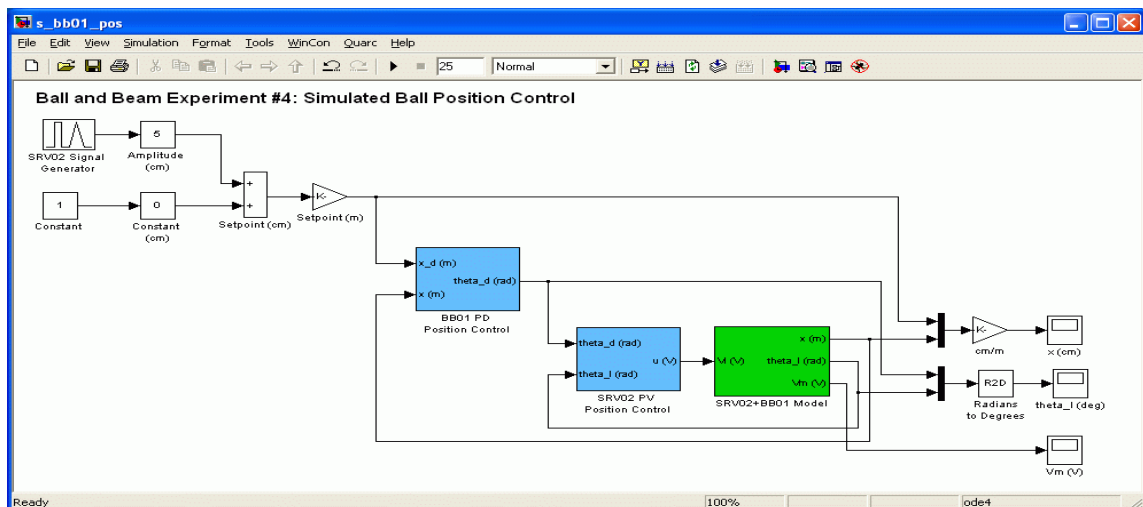 s_bb01_pos
File Edit View Simulation Format Tools WinCon Quarc Help
25 Normal
Ball and Beam Experiment #4: Simulated Ball Position Control
SRV02 Signal
Generator
5
Amplitude
(cm)
1
Constant
0
Constant
(cm)
+
+
Setpoint (cm)
K-
Setpoint (m)
x_d (m)
x (m)
theta_d (rad)
BB01 PD
Position Control
theta_d (rad)
theta_l (rad)
u (V)
SRV02 PV
Position Control
Vi (V)
x (m)
theta_l (rad)
Vm (V)
SRV02+BB01 Model
K-
cm/m
x (cm)
R2D
Radians
to Degrees
theta_l (deg)
Vm (V)
Ready 100% ode4